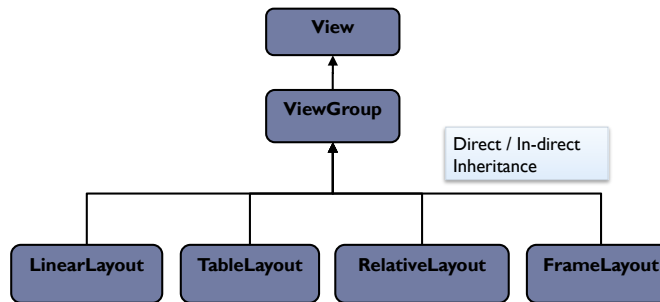 View
ViewGroup
Direct / In-direct
Inheritance
LinearLayout
TableLayout
RelativeLayout
FrameLayout